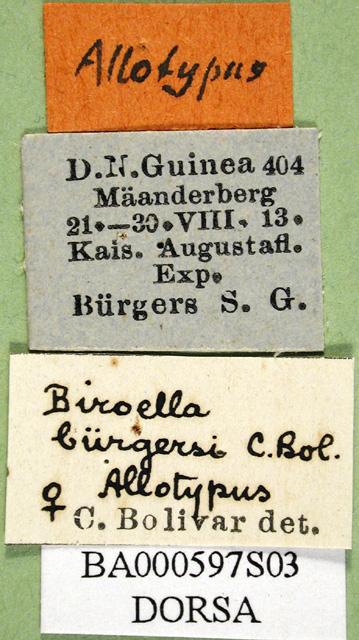 Allotypus
D.N.Guinea 404
Mäanderberg
21.—30.VIII. 13.
Kais. Augustafl.
Exp.
Bürgers S. G.
Biroella
bürgersi C.Bol.
♀ Allotypus
C. Bolivar det.
BA000597S03
DORSA